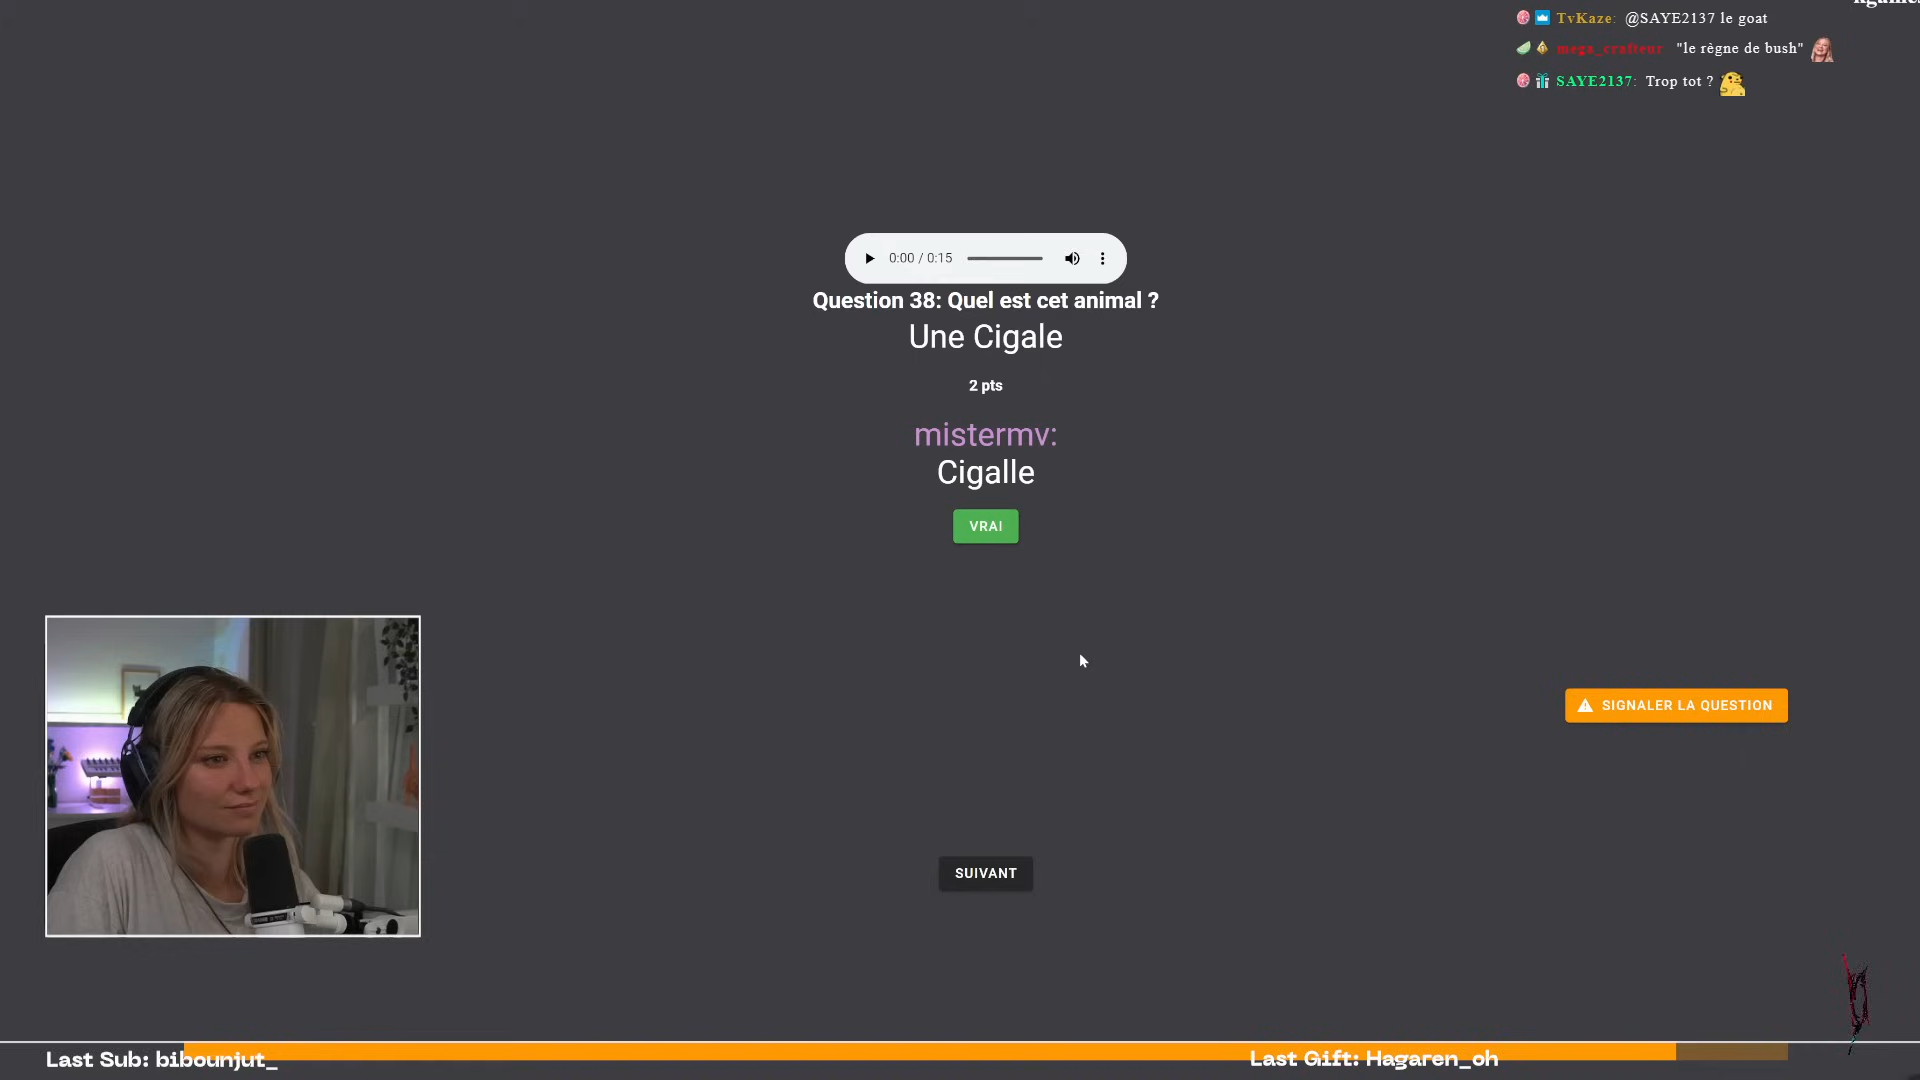 TvKaze: @SAYE2137 le goat
mega_crafteur "le règne de bush"
SAYE2137: Trop tot ?
0:00 / 0:15
Question 38: Quel est cet animal ?
Une Cigale
2 pts
mistermv:
Cigalle
VRAI
SIGNALER LA QUESTION
SUIVANT
Last Sub: bibounjut_
Last Gift: Hagaren_oh